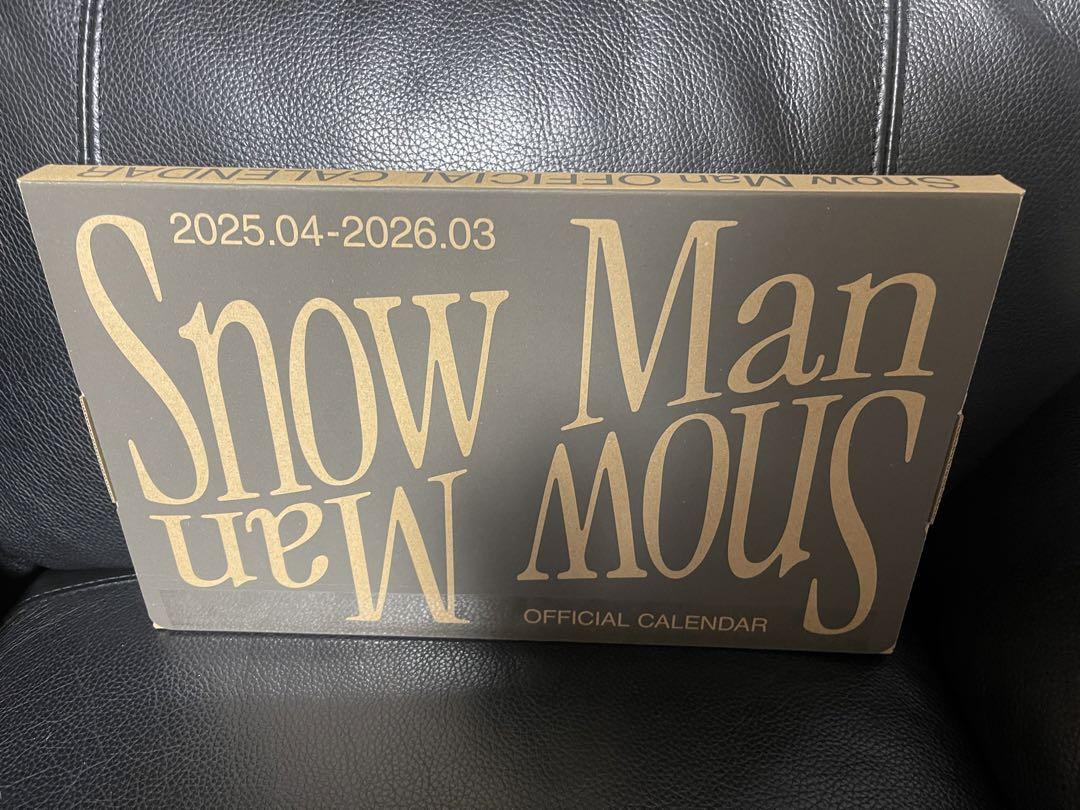 Snow Man OFFICIAL CALENDAR
2025.04-2026.03
Snow Man
Snow Man
OFFICIAL CALENDAR